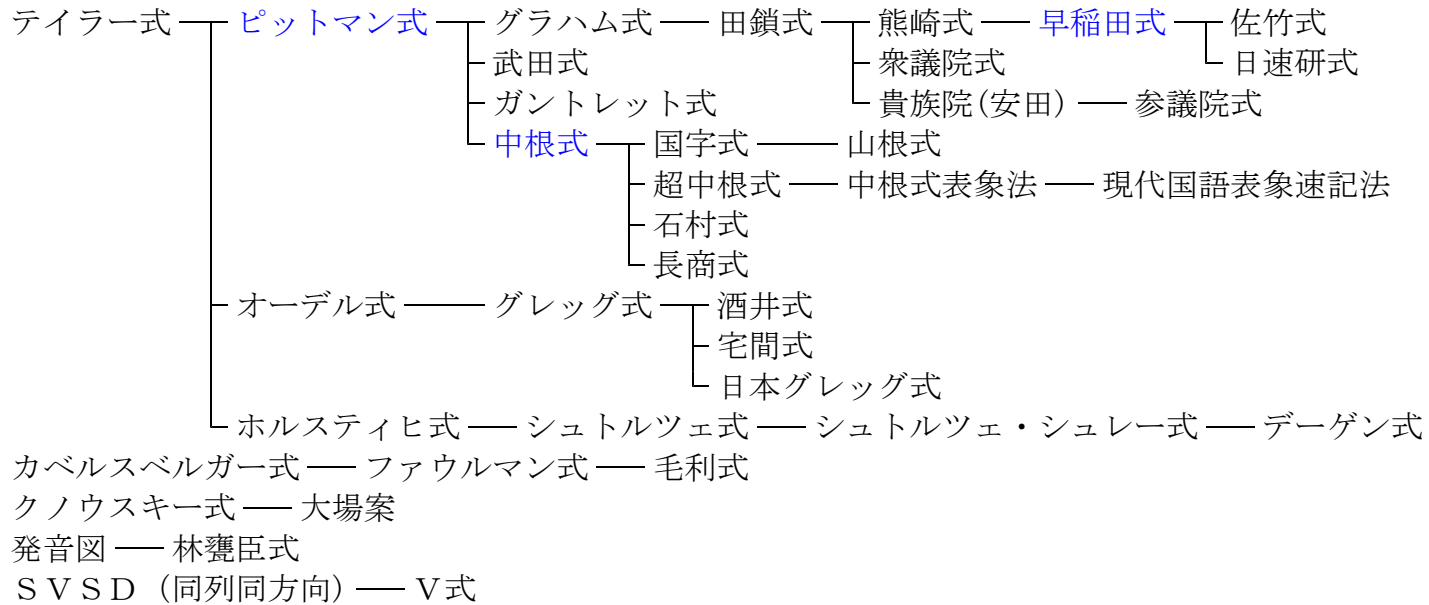 テイラー式 ピットマン式 グラハム式 田鎖式 熊崎式 早稲田式 佐竹式
武田式 衆議院式 日速研式
ガントレット式 貴族院(安田) 参議院式
中根式 国字式 山根式
超中根式 中根式表象法 現代国語表象速記法
石村式
長商式
オーデル式 グレッグ式 酒井式
宅間式
日本グレッグ式
ホルスティヒ式 シュトルツェ式 シュトルツェ・シュレー式 デーゲン式
カベルスベルガー式 ファウルマン式 毛利式
クノウスキー式 大場案
発音図 林甕臣式
ＳＶＳＤ (同列同方向) Ｖ式